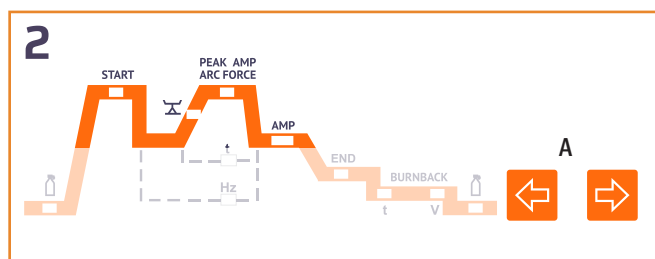 2
START
PEAK AMP
ARC FORCE
AMP
t
END
Hz
BURNBACK
t V
A